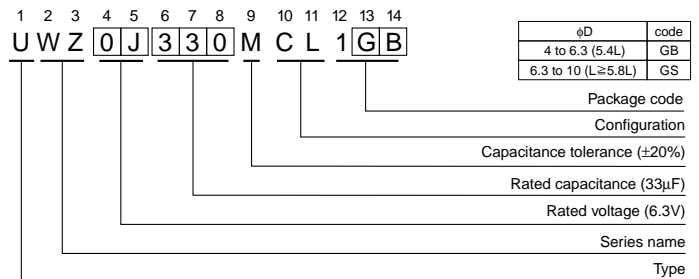 1 2 3 4 5 6 7 8 9 10 11 12 13 14
U W Z 0 J 3 3 0 M C L 1 G B
φD code
4 to 6.3 (5.4L) GB
6.3 to 10 (L≧5.8L) GS
Package code
Configuration
Capacitance tolerance (±20%)
Rated capacitance (33µF)
Rated voltage (6.3V)
Series name
Type